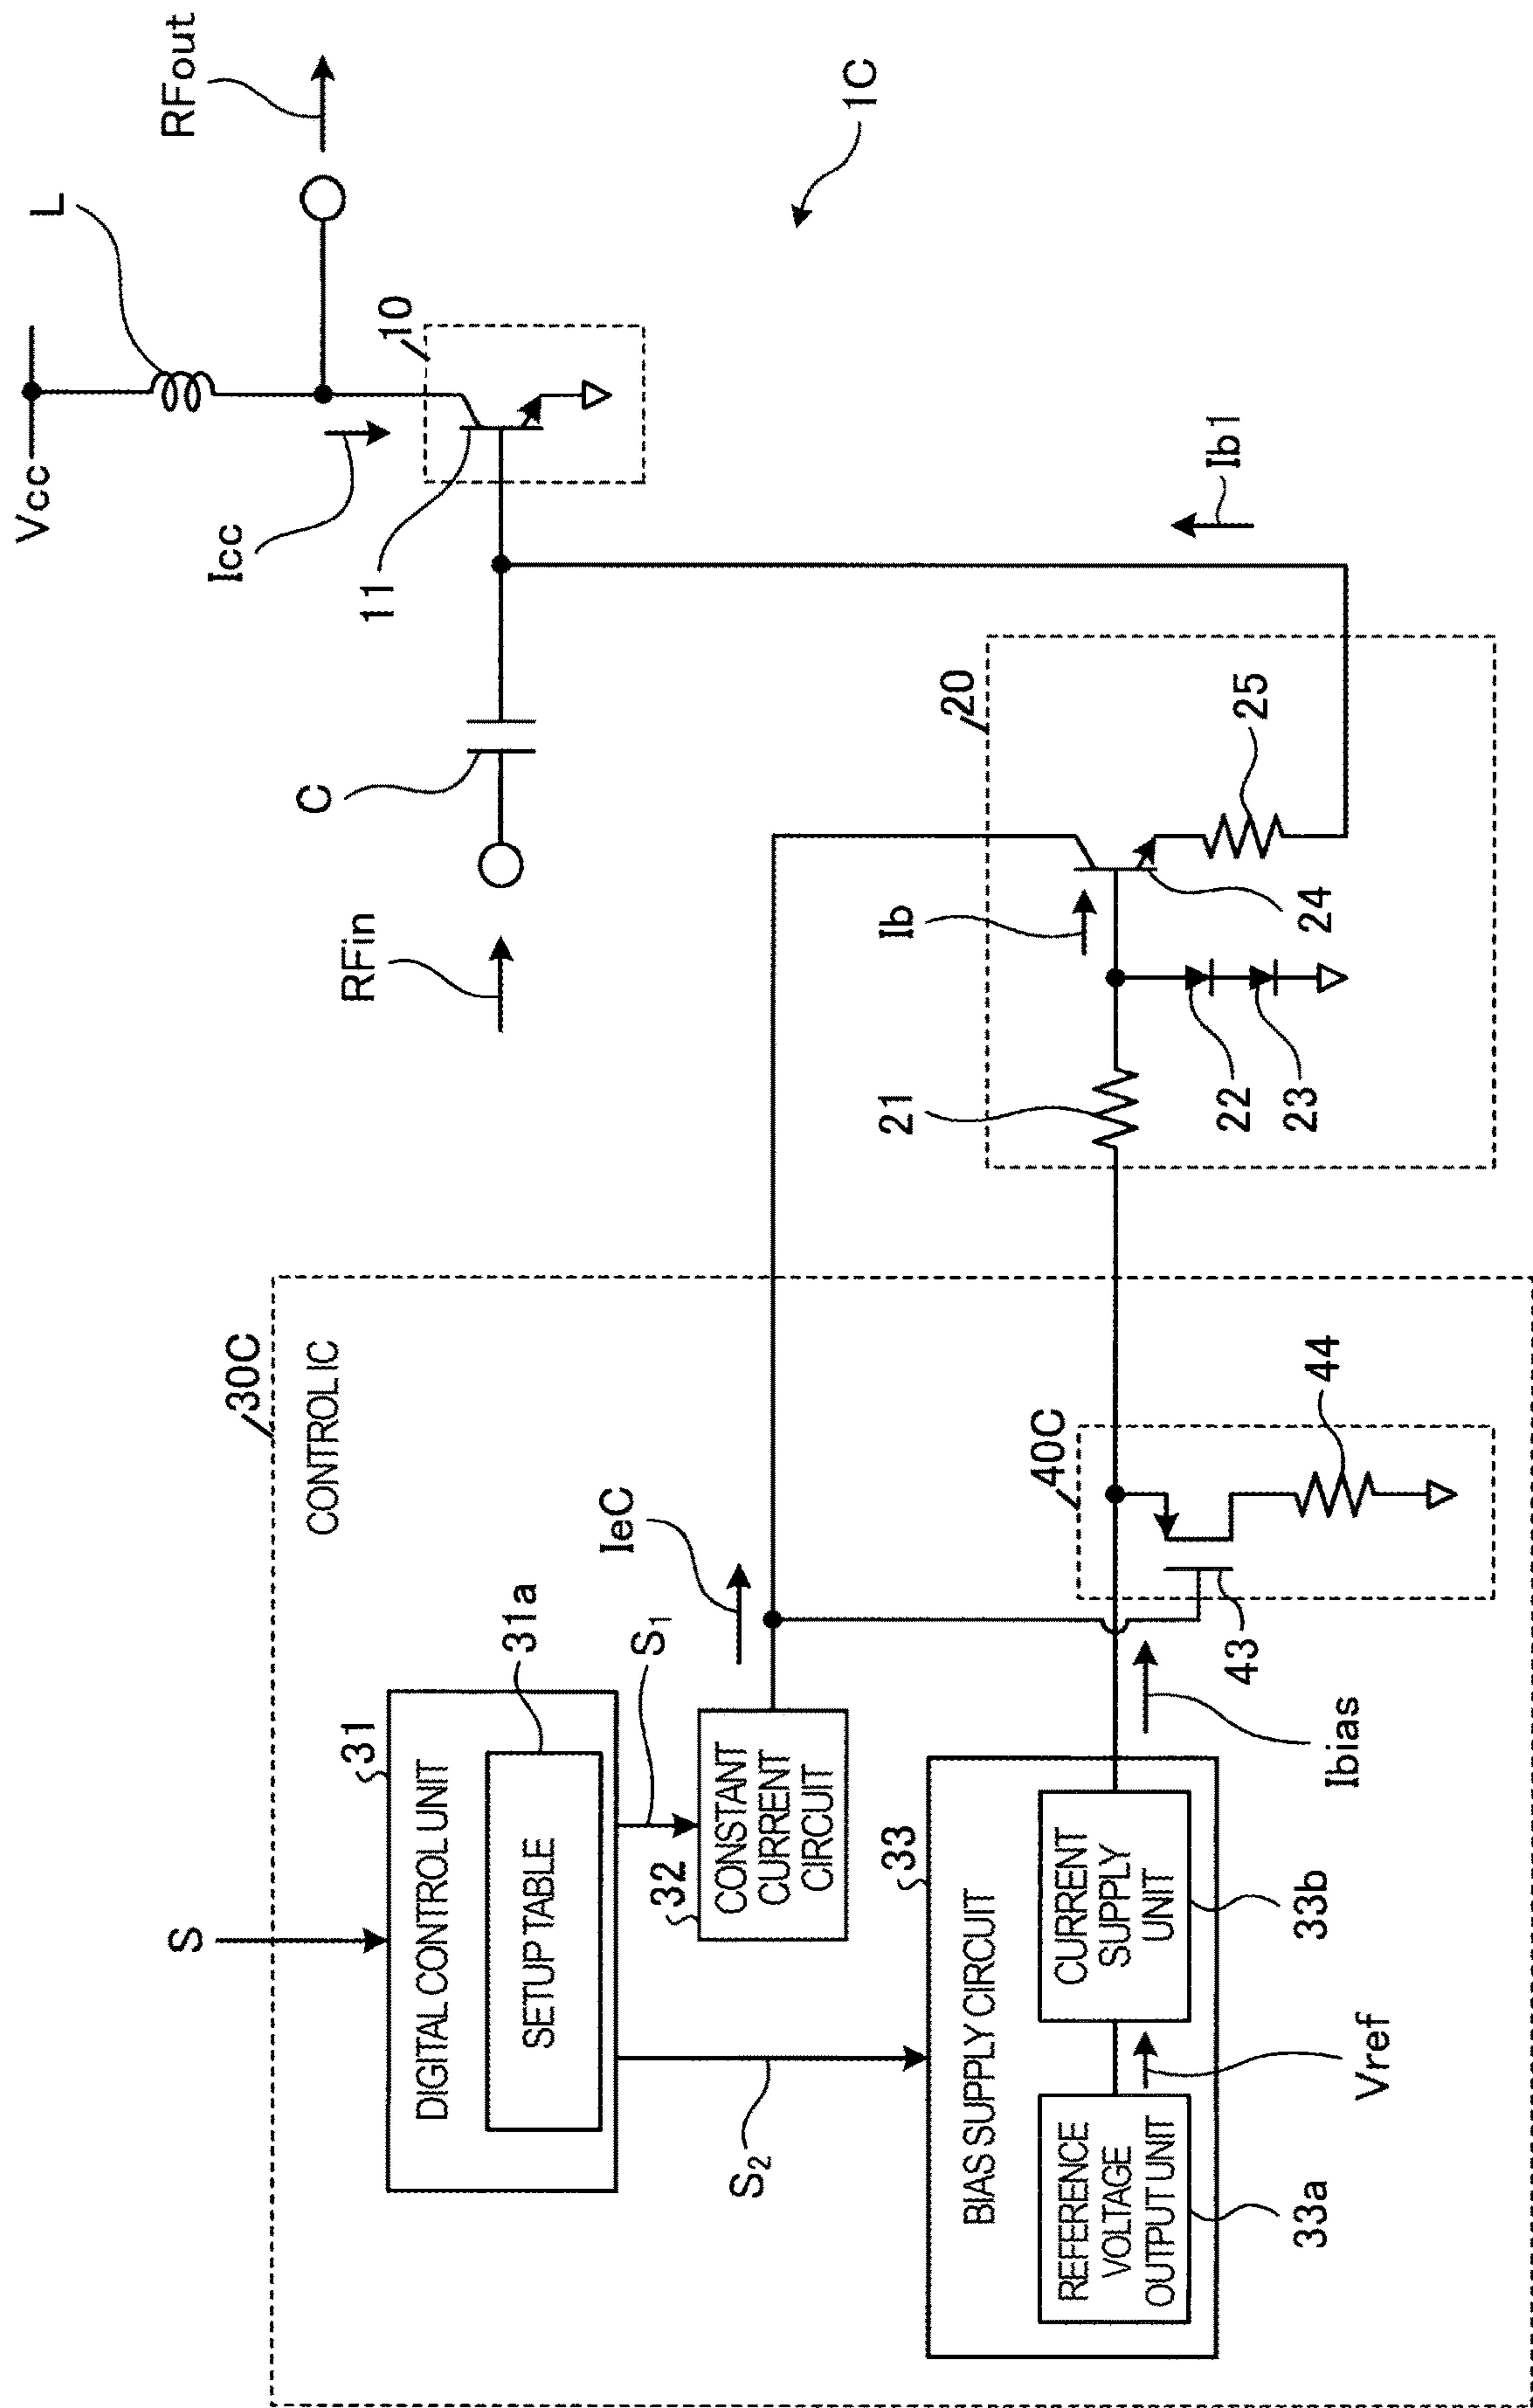 Vcc
L
RFout
Icc
10
11
1C
C
RFin
Ib1
20
Ib
25
24
21
22
23
30C
CONTROL IC
S
31
DIGITAL CONTROL UNIT
31a
SETUP TABLE
S1
S2
IeC
32
CONSTANT
CURRENT
CIRCUIT
33
BIAS SUPPLY CIRCUIT
REFERENCE
VOLTAGE
OUTPUT UNIT
33a
Vref
CURRENT
SUPPLY
UNIT
33b
Ibias
40C
43
44